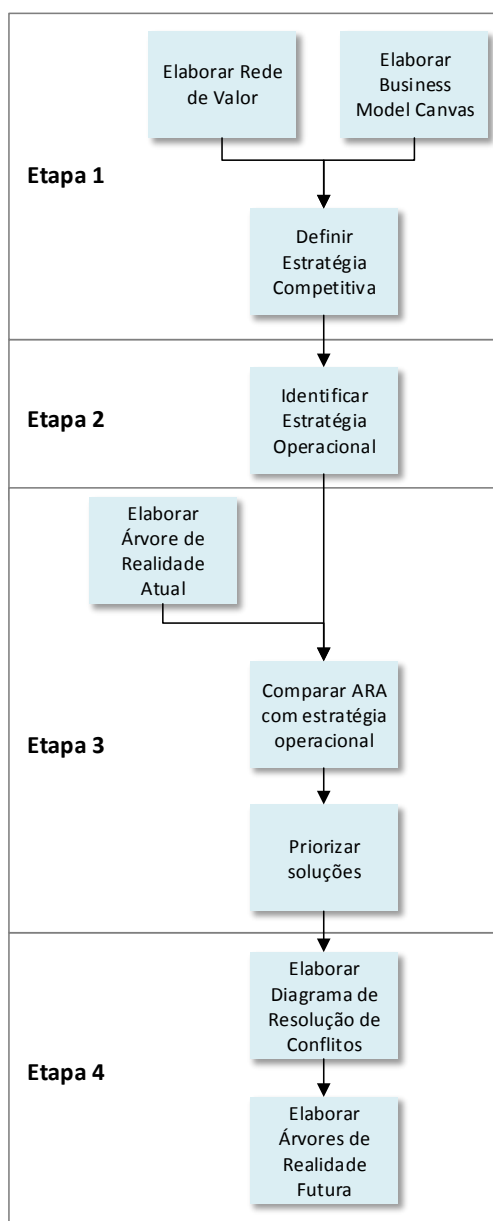 Elaborar Rede
de Valor
Elaborar
Business
Model Canvas
Etapa 1
Definir
Estratégia
Competitiva
Etapa 2
Identificar
Estratégia
Operacional
Elaborar
Árvore de
Realidade
Atual
Etapa 3
Comparar ARA
com estratégia
operacional
Priorizar
soluções
Etapa 4
Elaborar
Diagrama de
Resolução de
Conflitos
Elaborar
Árvores de
Realidade
Futura